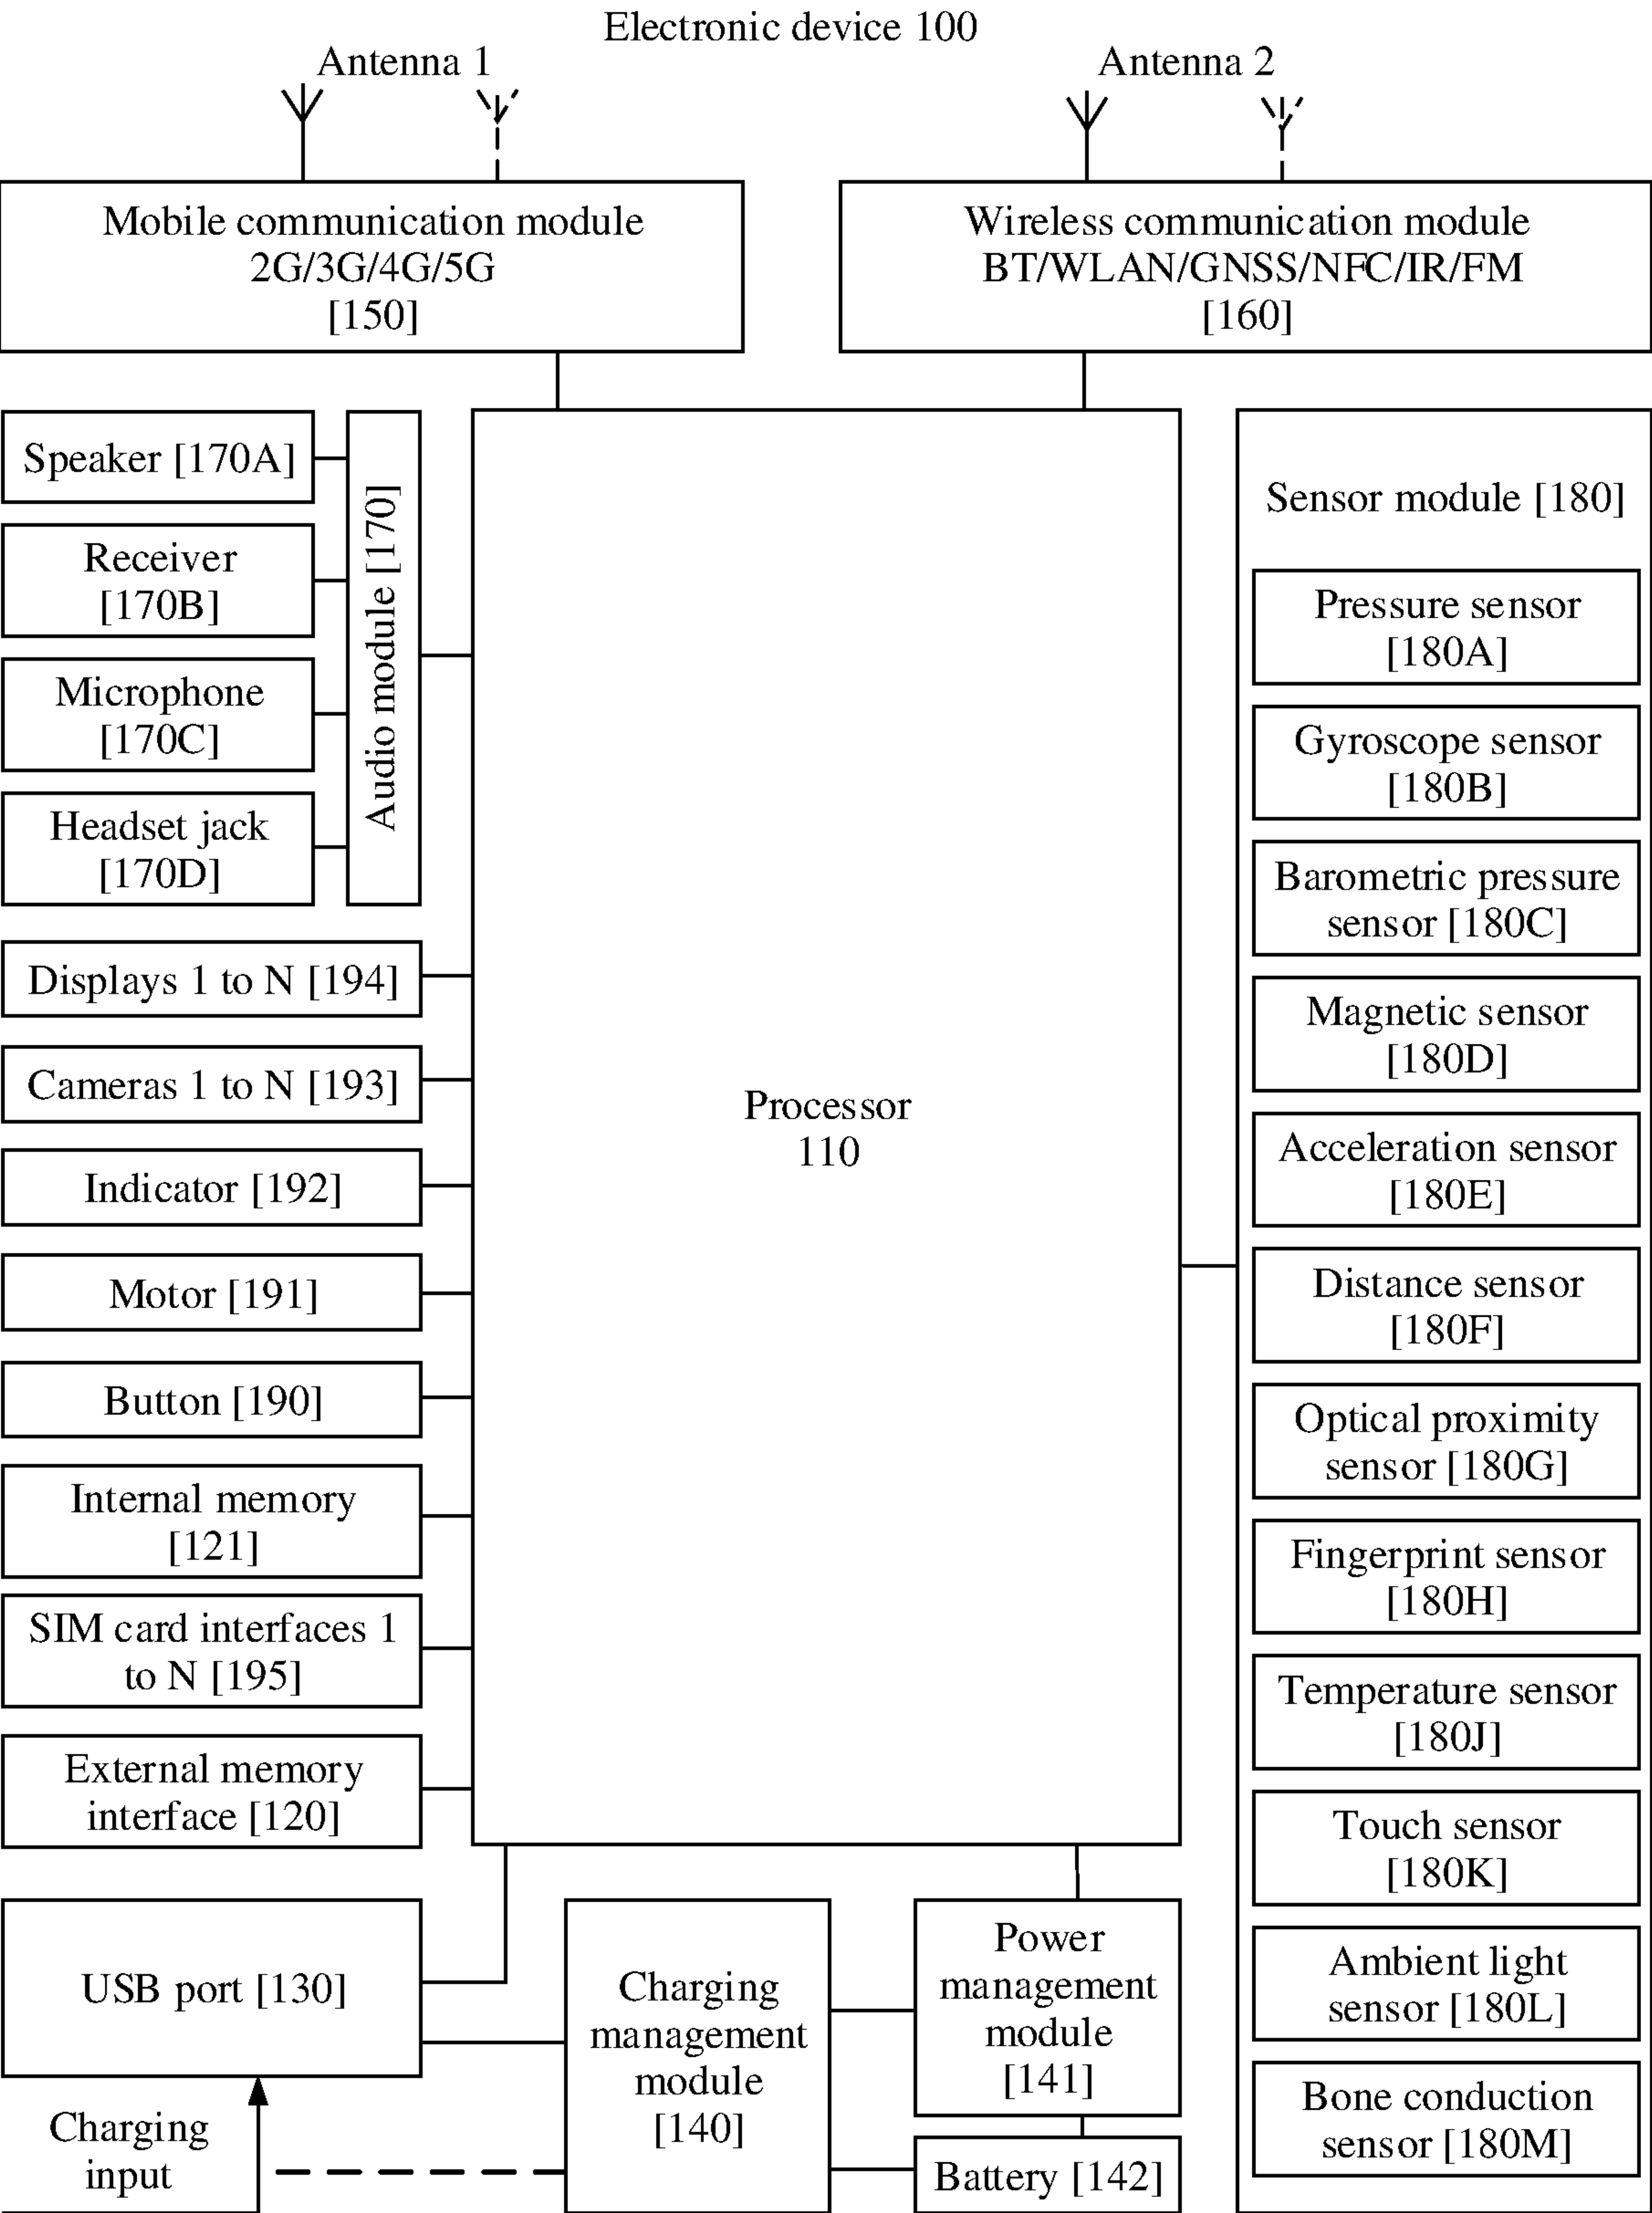 Electronic device 100
Antenna 1
Antenna 2
Mobile communication module
2G/3G/4G/5G
[150]
Wireless communication module
BT/WLAN/GNSS/NFC/IR/FM
[160]
Speaker [170A]
Receiver
[170B]
Microphone
[170C]
Headset jack
[170D]
Audio module [170]
Displays 1 to N [194]
Cameras 1 to N [193]
Indicator [192]
Motor [191]
Button [190]
Internal memory
[121]
SIM card interfaces 1
to N [195]
External memory
interface [120]
USB port [130]
Charging
input
Processor
110
Charging
management
module
[140]
Power
management
module
[141]
Battery [142]
Sensor module [180]
Pressure sensor
[180A]
Gyroscope sensor
[180B]
Barometric pressure
sensor [180C]
Magnetic sensor
[180D]
Acceleration sensor
[180E]
Distance sensor
[180F]
Optical proximity
sensor [180G]
Fingerprint sensor
[180H]
Temperature sensor
[180J]
Touch sensor
[180K]
Ambient light
sensor [180L]
Bone conduction
sensor [180M]